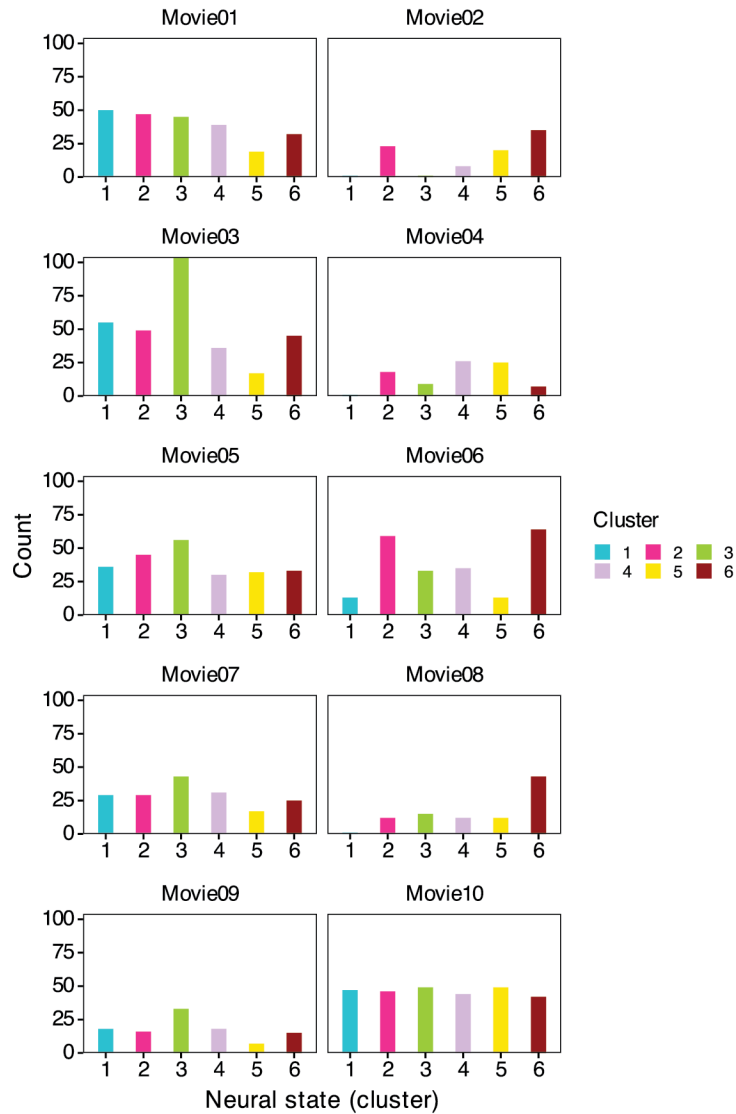 Movie01 Movie02
100
75
50
25
0
1 2 3 4 5 6 1 2 3 4 5 6
Movie03 Movie04
100
75
50
25
0
1 2 3 4 5 6 1 2 3 4 5 6
Movie05 Movie06
100
75
50
25
0
1 2 3 4 5 6 1 2 3 4 5 6
Count
Cluster
1 2 3
4 5 6
Movie07 Movie08
100
75
50
25
0
1 2 3 4 5 6 1 2 3 4 5 6
Movie09 Movie10
100
75
50
25
0
1 2 3 4 5 6 1 2 3 4 5 6
Neural state (cluster)